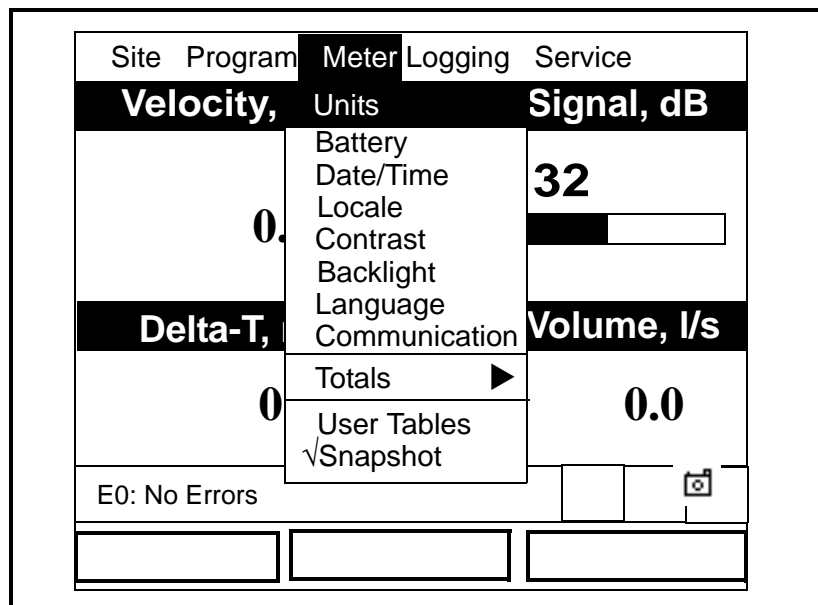 Site Program Meter Logging Service
Velocity, Units Signal, dB
Battery
Date/Time
32
Locale
0.
Contrast
Backlight
Language
Delta-T, Communication Volume, l/s
Totals ▶
0 0.0
User Tables
√Snapshot
E0: No Errors